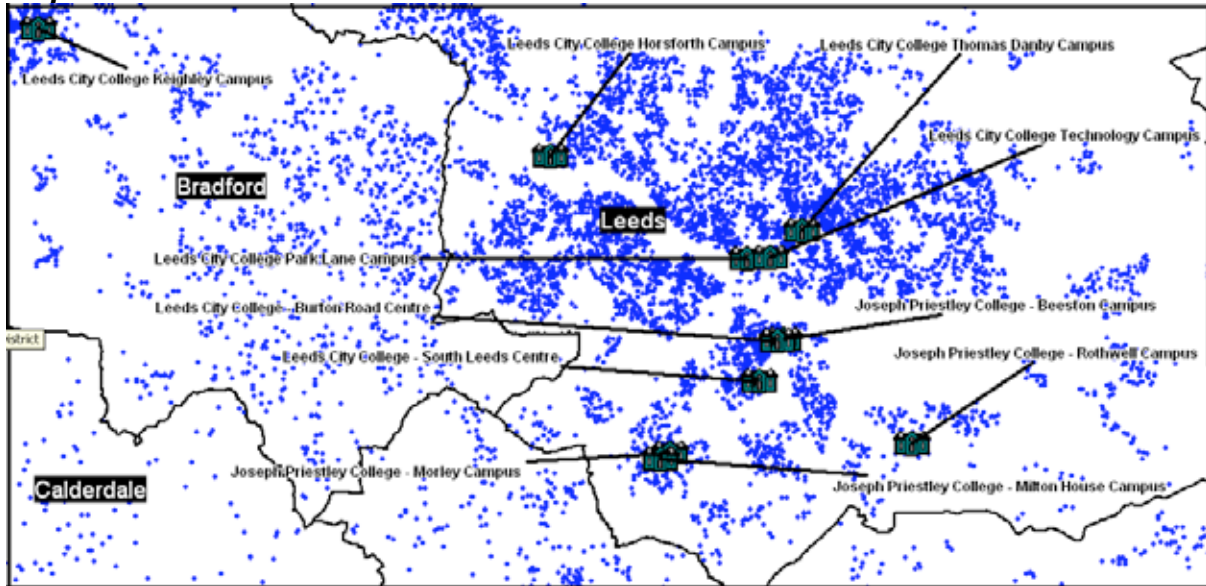 Leeds City College Horsforth Campus
Leeds City College Thomas Danby Campus
Leeds City College Keighley Campus
Leeds City College Technology Campus
Bradford
Leeds
Leeds City College Park Lane Campus
Leeds City College - Burton Road Centre
Joseph Priestley College - Beeston Campus
istrict
Leeds City College - South Leeds Centre
Joseph Priestley College - Rothwell Campus
Joseph Priestley College - Morley Campus
Calderdale
Joseph Priestley College - Milton House Campus